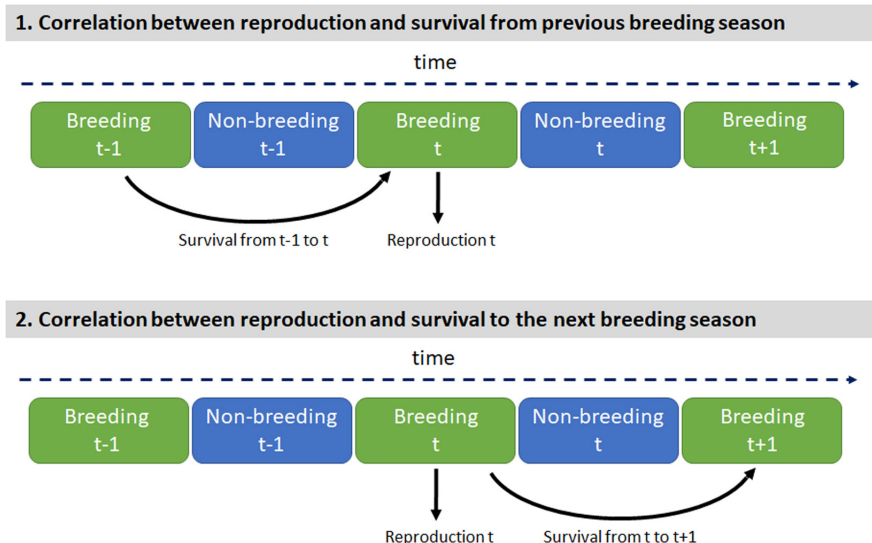 1. Correlation between reproduction and survival from previous breeding season
time
Breeding
t-1
Non-breeding
t-1
Breeding
t
Non-breeding
t
Breeding
t+1
Survival from t-1 to t
Reproduction t
2. Correlation between reproduction and survival to the next breeding season
time
Breeding
t-1
Non-breeding
t-1
Breeding
t
Non-breeding
t
Breeding
t+1
Reproduction t
Survival from t to t+1